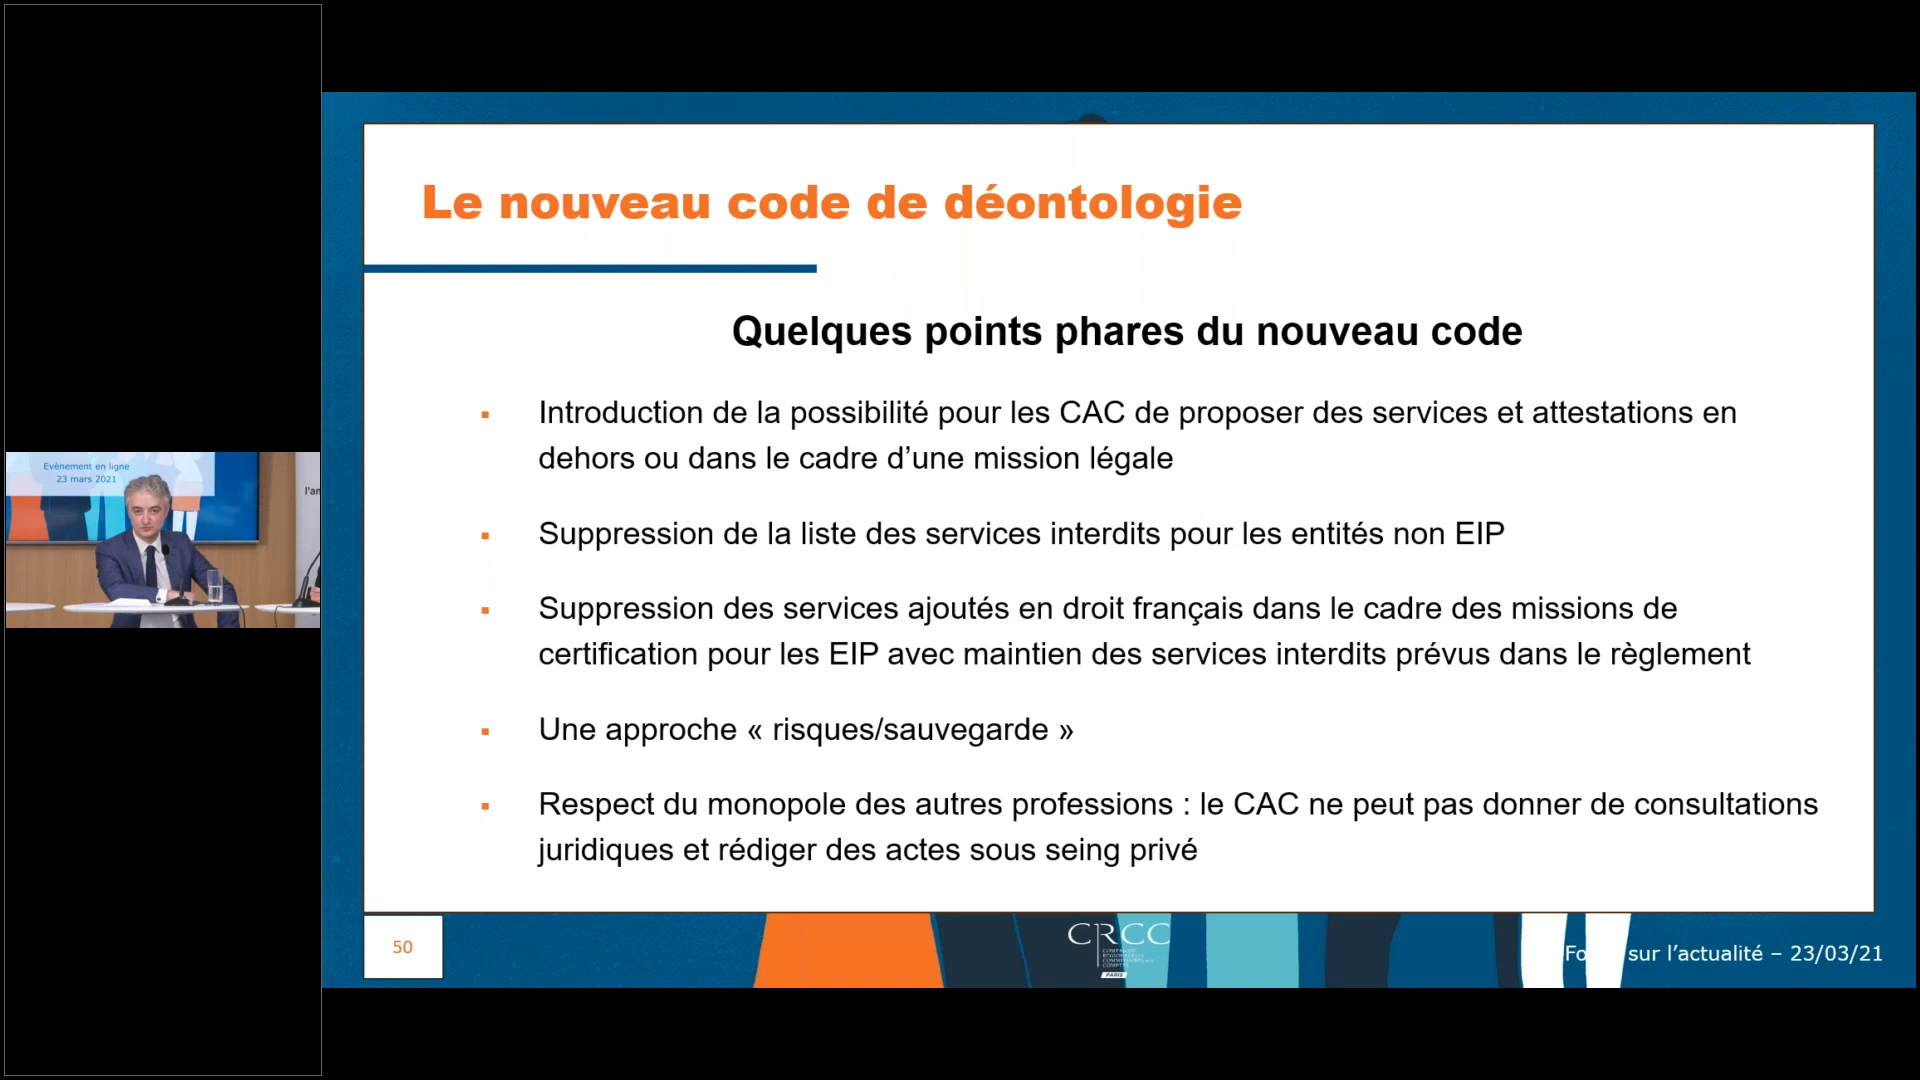 Evènement en ligne
23 mars 2021
Le nouveau code de déontologie
Quelques points phares du nouveau code
▪ Introduction de la possibilité pour les CAC de proposer des services et attestations en
dehors ou dans le cadre d’une mission légale
▪ Suppression de la liste des services interdits pour les entités non EIP
▪ Suppression des services ajoutés en droit français dans le cadre des missions de
certification pour les EIP avec maintien des services interdits prévus dans le règlement
▪ Une approche « risques/sauvegarde »
▪ Respect du monopole des autres professions : le CAC ne peut pas donner de consultations
juridiques et rédiger des actes sous seing privé
50
CRCC
PARIS
sur l’actualité – 23/03/21